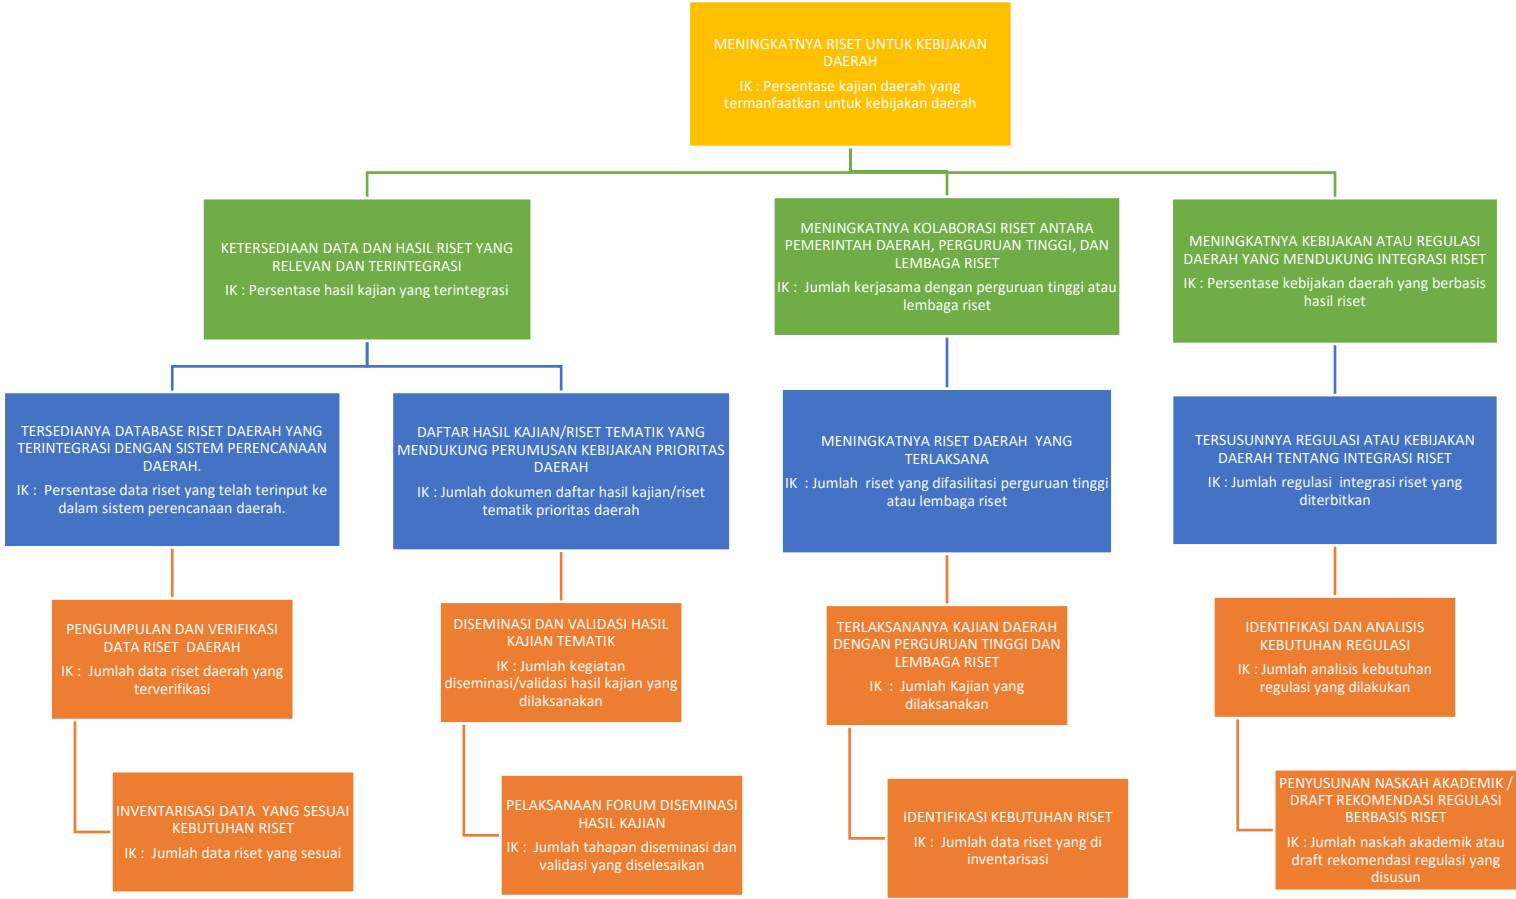 MENINGKATNYA RISET UNTUK KEBIJAKAN
DAERAH
IK : Persentase kajian daerah yang
termanfaatkan untuk kebijakan daerah
KETERSEDIAAN DATA DAN HASIL RISET YANG
RELEVAN DAN TERINTEGRASI
IK : Persentase hasil kajian yang terintegrasi
MENINGKATNYA KOLABORASI RISET ANTARA
PEMERINTAH DAERAH, PERGURUAN TINGGI, DAN
LEMBAGA RISET
IK : Jumlah kerjasama dengan perguruan tinggi atau
lembaga riset
MENINGKATNYA KEBIJAKAN ATAU REGULASI
DAERAH YANG MENDUKUNG INTEGRASI RISET
IK : Persentase kebijakan daerah yang berbasis
hasil riset
TERSEDIANYA DATABASE RISET DAERAH YANG
TERINTEGRASI DENGAN SISTEM PERENCANAAN
DAERAH.
IK : Persentase data riset yang telah terinput ke
dalam sistem perencanaan daerah.
DAFTAR HASIL KAJIAN/RISET TEMATIK YANG
MENDUKUNG PERUMUSAN KEBIJAKAN PRIORITAS
DAERAH
IK : Jumlah dokumen daftar hasil kajian/riset
tematik prioritas daerah
MENINGKATNYA RISET DAERAH YANG
TERLAKSANA
IK : Jumlah riset yang difasilitasi perguruan tinggi
atau lembaga riset
TERSUSUNNYA REGULASI ATAU KEBIJAKAN
DAERAH TENTANG INTEGRASI RISET
IK : Jumlah regulasi integrasi riset yang
diterbitkan
PENGUMPULAN DAN VERIFIKASI
DATA RISET DAERAH
IK : Jumlah data riset daerah yang
terverifikasi
DISEMINASI DAN VALIDASI HASIL
KAJIAN TEMATIK
IK : Jumlah kegiatan
diseminasi/validasi hasil kajian yang
dilaksanakan
TERLAKSANANYA KAJIAN DAERAH
DENGAN PERGURUAN TINGGI DAN
LEMBAGA RISET
IK : Jumlah Kajian yang
dilaksanakan
IDENTIFIKASI DAN ANALISIS
KEBUTUHAN REGULASI
IK : Jumlah analisis kebutuhan
regulasi yang dilakukan
INVENTARISASI DATA YANG SESUAI
KEBUTUHAN RISET
IK : Jumlah data riset yang sesuai
PELAKSANAAN FORUM DISEMINASI
HASIL KAJIAN
IK : Jumlah tahapan diseminasi dan
validasi yang diselesaikan
IDENTIFIKASI KEBUTUHAN RISET
IK : Jumlah data riset yang di
inventarisasi
PENYUSUNAN NASKAH AKADEMIK /
DRAFT REKOMENDASI REGULASI
BERBASIS RISET
IK : Jumlah naskah akademik atau
draft rekomendasi regulasi yang
disusun